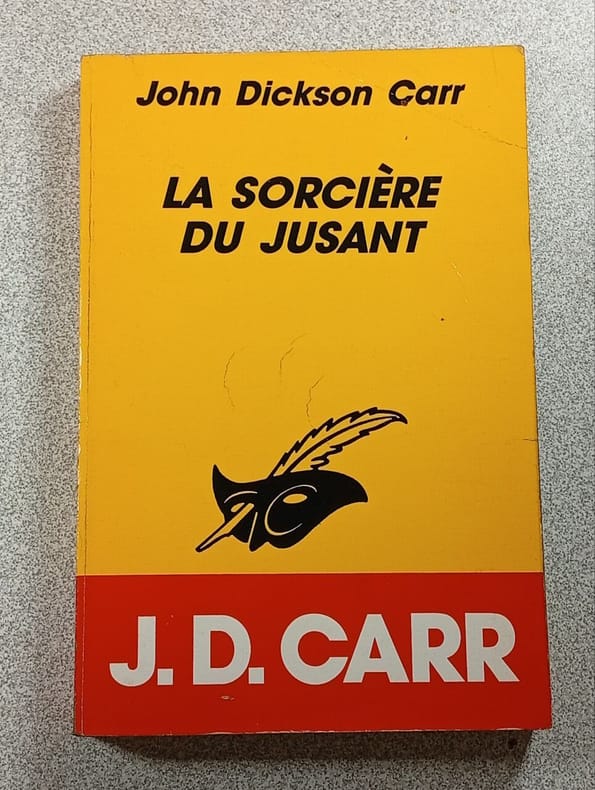 John Dickson Carr
LA SORCIÈRE
DU JUSANT
J. D. CARR